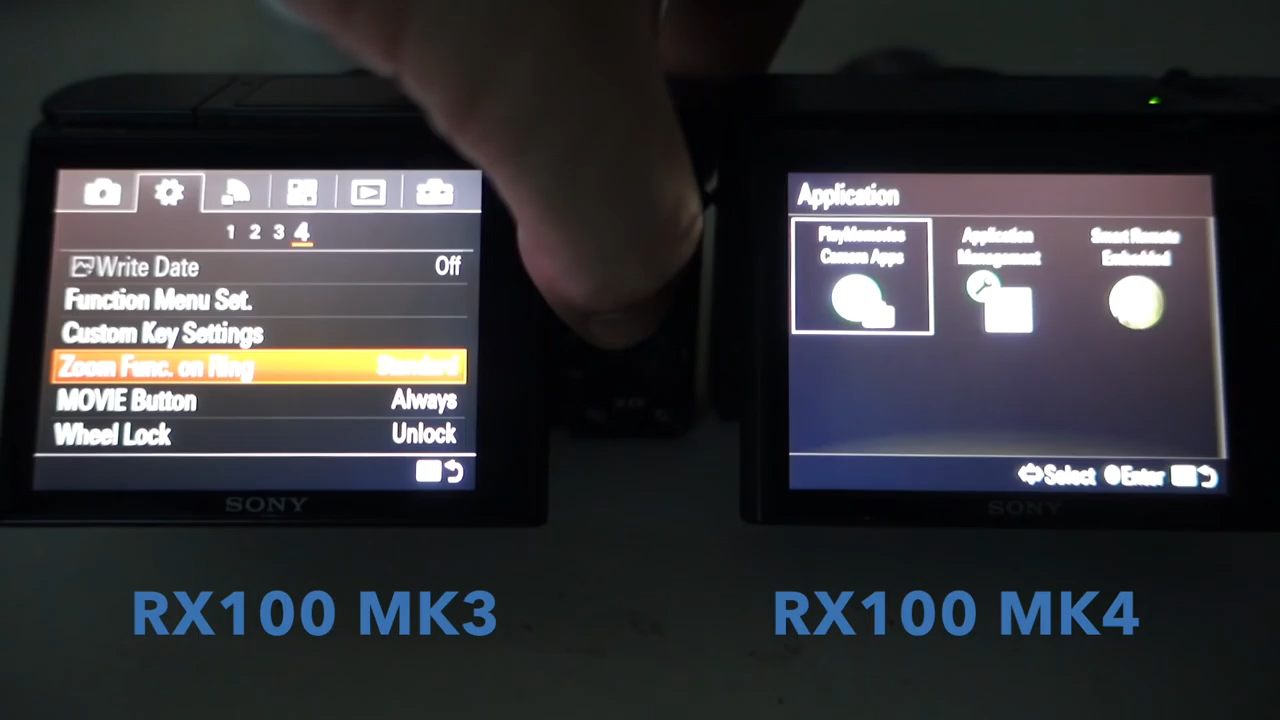 1 2 3 4
Write Date Off
Function Menu Set.
Custom Key Settings
Zoom Func. on Ring Standard
MOVIE Button Always
Wheel Lock Unlock
SONY
Application
PlayMemories
Camera Apps
Application
Management
Smart Remote
Embedded
Select Enter
SONY
RX100 MK3
RX100 MK4